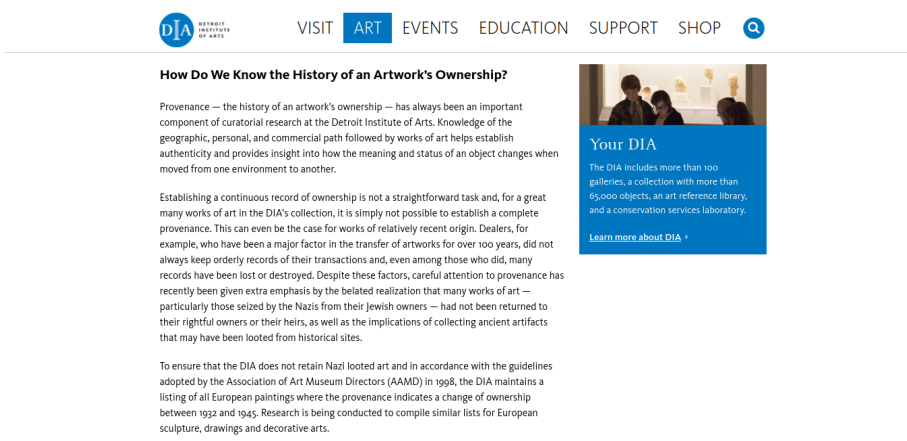 DIA DETROIT
INSTITUTE
OF ARTS
VISIT ART EVENTS EDUCATION SUPPORT SHOP
How Do We Know the History of an Artwork's Ownership?
Provenance — the history of an artwork's ownership — has always been an important
component of curatorial research at the Detroit Institute of Arts. Knowledge of the
geographic, personal, and commercial path followed by works of art helps establish
authenticity and provides insight into how the meaning and status of an object changes when
moved from one environment to another.
Establishing a continuous record of ownership is not a straightforward task and, for a great
many works of art in the DIA's collection, it is simply not possible to establish a complete
provenance. This can even be the case for works of relatively recent origin. Dealers, for
example, who have been a major factor in the transfer of artworks for over 100 years, did not
always keep orderly records of their transactions and, even among those who did, many
records have been lost or destroyed. Despite these factors, careful attention to provenance has
recently been given extra emphasis by the belated realization that many works of art —
particularly those seized by the Nazis from their Jewish owners — had not been returned to
their rightful owners or their heirs, as well as the implications of collecting ancient artifacts
that may have been looted from historical sites.
To ensure that the DIA does not retain Nazi looted art and in accordance with the guidelines
adopted by the Association of Art Museum Directors (AAMD) in 1998, the DIA maintains a
listing of all European paintings where the provenance indicates a change of ownership
between 1932 and 1945. Research is being conducted to compile similar lists for European
sculpture, drawings and decorative arts.
Your DIA
The DIA includes more than 100
galleries, a collection with more than
65,000 objects, an art reference library,
and a conservation services laboratory.
Learn more about DIA ›